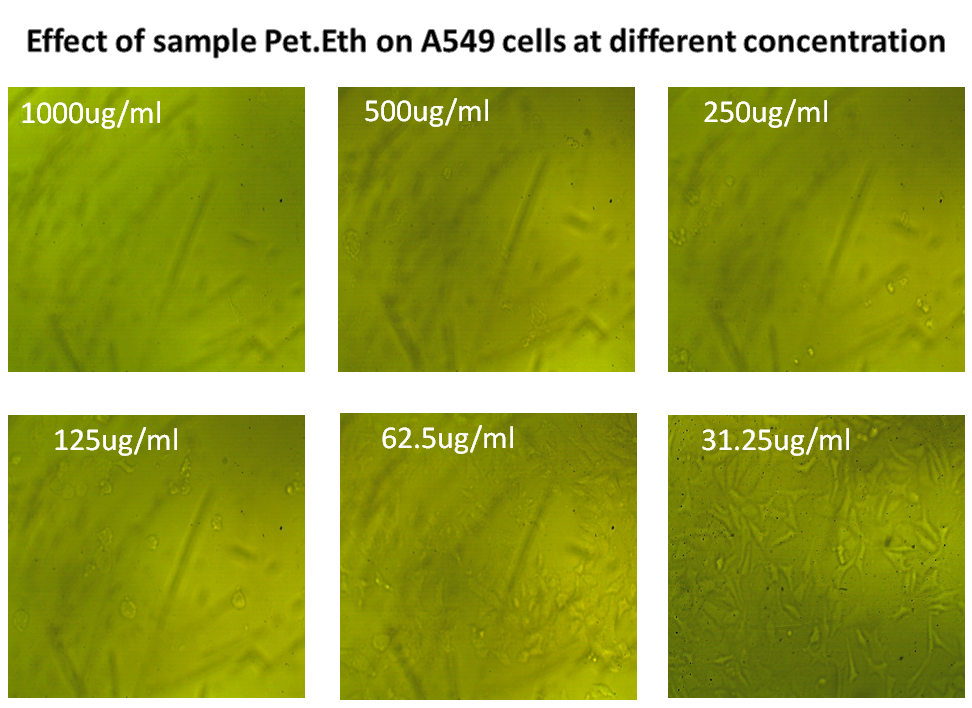 Effect of sample Pet.Eth on A549 cells at different concentration
1000ug/ml
500ug/ml
250ug/ml
125ug/ml
62.5ug/ml
31.25ug/ml